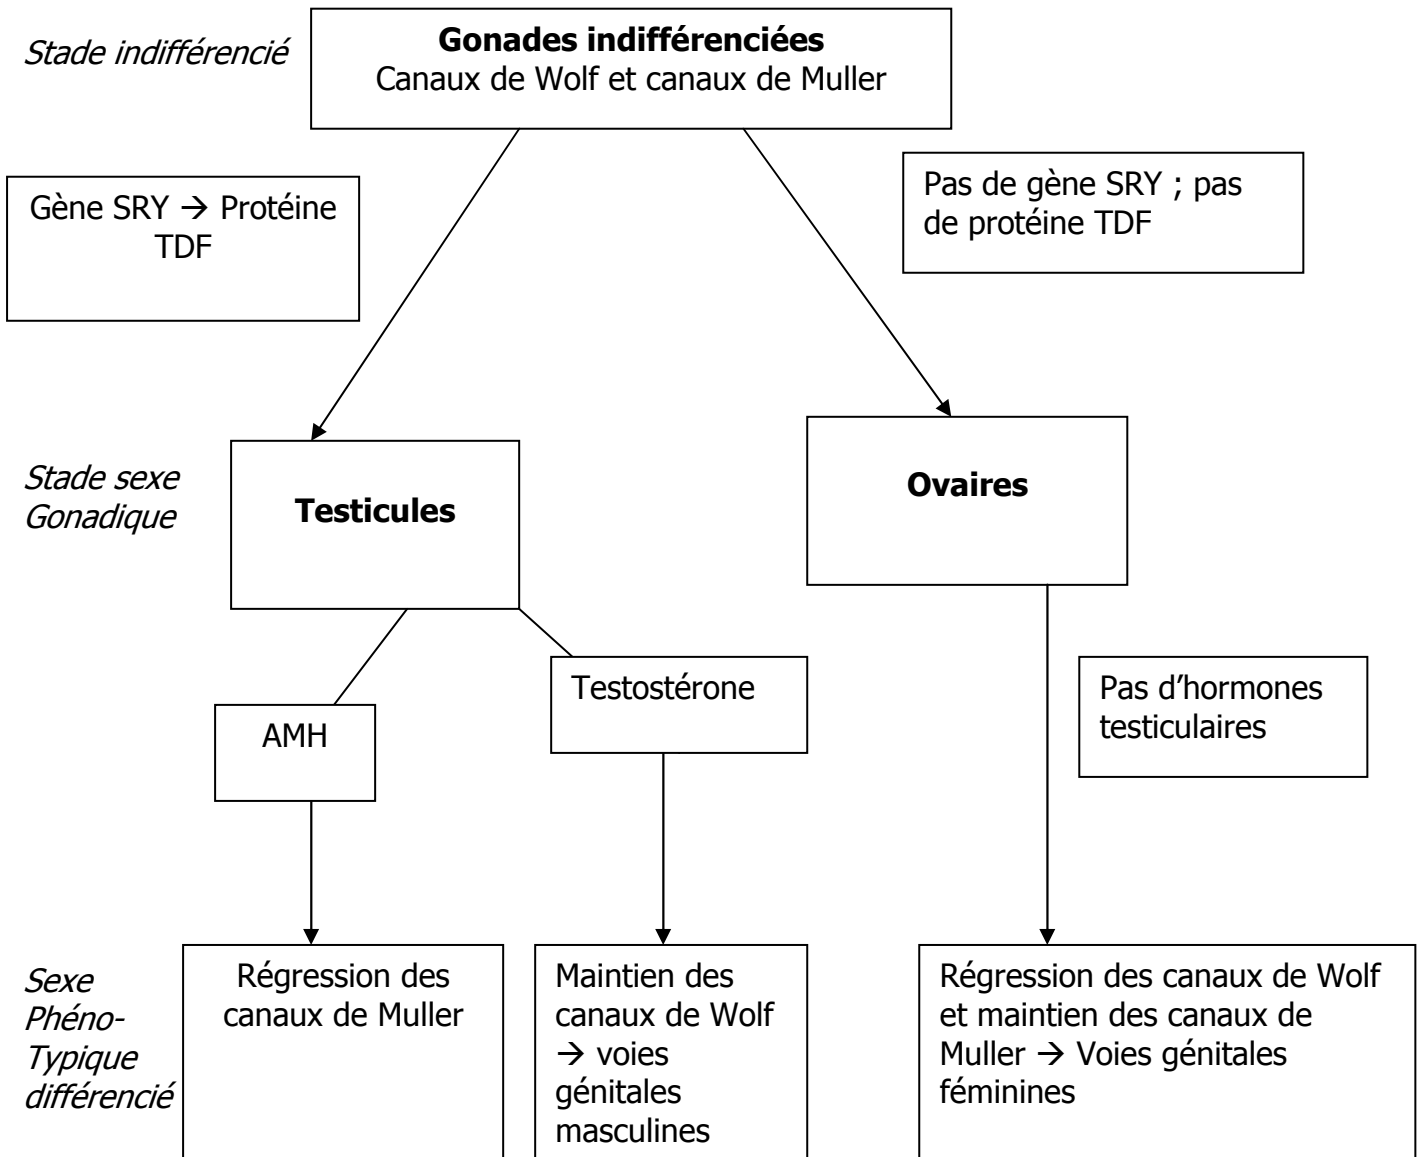 Stade indifférencié
Gonades indifférenciées
Canaux de Wolf et canaux de Muller
Gène SRY → Protéine
TDF
Pas de gène SRY ; pas
de protéine TDF
Stade sexe
Gonadique
Testicules
Ovaires
AMH
Testostérone
Pas d’hormones
testiculaires
Sexe
Phéno-
Typique
différencié
Régression des
canaux de Muller
Maintien des
canaux de Wolf
→ voies
génitales
masculines
Régression des canaux de Wolf
et maintien des canaux de
Muller → Voies génitales
féminines